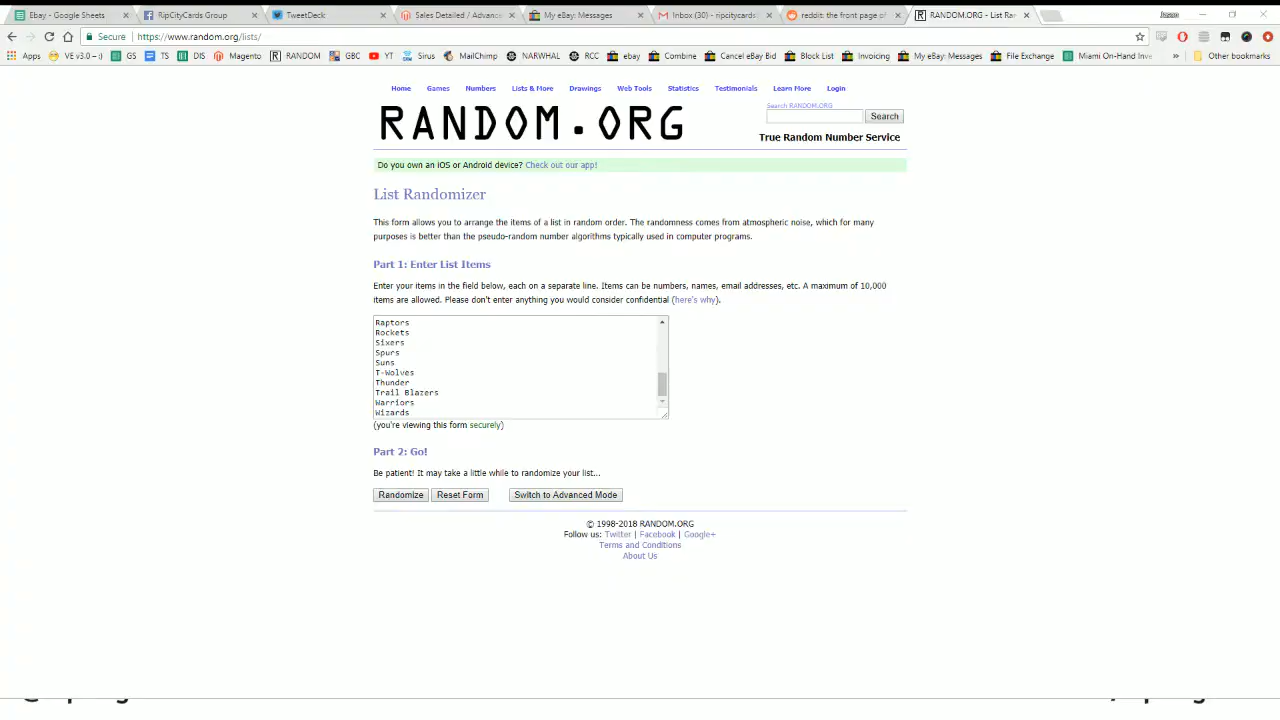 Ebay - Google Sheets
RipCityCards Group
TweetDeck
Sales Detailed / Advanc
My eBay: Messages
Inbox (30) - ripcitycards
reddit: the front page of
RANDOM.ORG - List Ra
Secure
https://www.random.org/lists/
Apps
VE v3.0 -- :)
GS
TS
DIS
Magento
RANDOM
GBC
YT
Sirus
MailChimp
NARWHAL
RCC
ebay
Combine
Cancel eBay Bid
Block List
Invoicing
My eBay: Messages
File Exchange
Miami On-Hand Inve
»
Other bookmarks
Home Games Numbers Lists & More Drawings Web Tools Statistics Testimonials Learn More Login
RANDOM.ORG
Search RANDOM.ORG
Search
True Random Number Service
Do you own an iOS or Android device? Check out our app!
List Randomizer
This form allows you to arrange the items of a list in random order. The randomness comes from atmospheric noise, which for many
purposes is better than the pseudo-random number algorithms typically used in computer programs.
Part 1: Enter List Items
Enter your items in the field below, each on a separate line. Items can be numbers, names, email addresses, etc. A maximum of 10,000
items are allowed. Please don't enter anything you would consider confidential (here's why).
Raptors
Rockets
Sixers
Spurs
Suns
T-Wolves
Thunder
Trail Blazers
Warriors
Wizards
(you're viewing this form securely)
Part 2: Go!
Be patient! It may take a little while to randomize your list...
Randomize
Reset Form
Switch to Advanced Mode
© 1998-2018 RANDOM.ORG
Follow us: Twitter | Facebook | Google+
Terms and Conditions
About Us